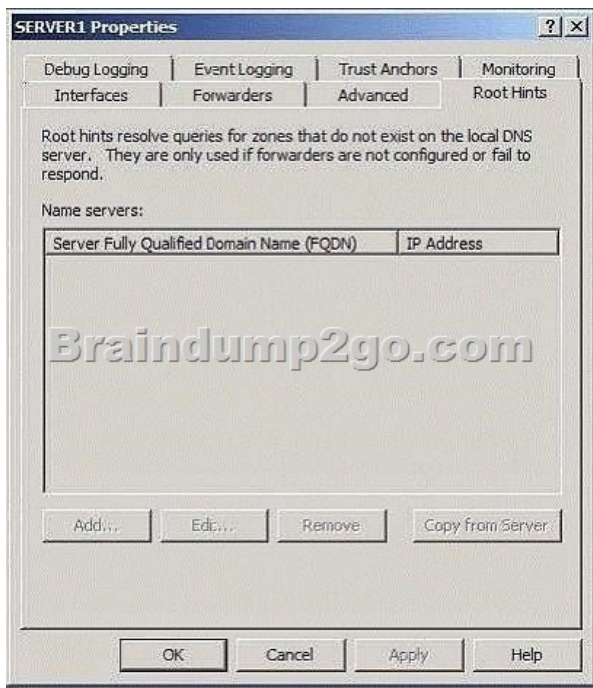 SERVER1 Properties
? ×
Debug Logging Event Logging Trust Anchors Monitoring
Interfaces Forwarders Advanced Root Hints
Root hints resolve queries for zones that do not exist on the local DNS
server. They are only used if forwarders are not configured or fail to
respond.
Name servers:
Server Fully Qualified Domain Name (FQDN) IP Address
Braindump2go.com
Add... Edit... Remove Copy from Server
OK Cancel Apply Help